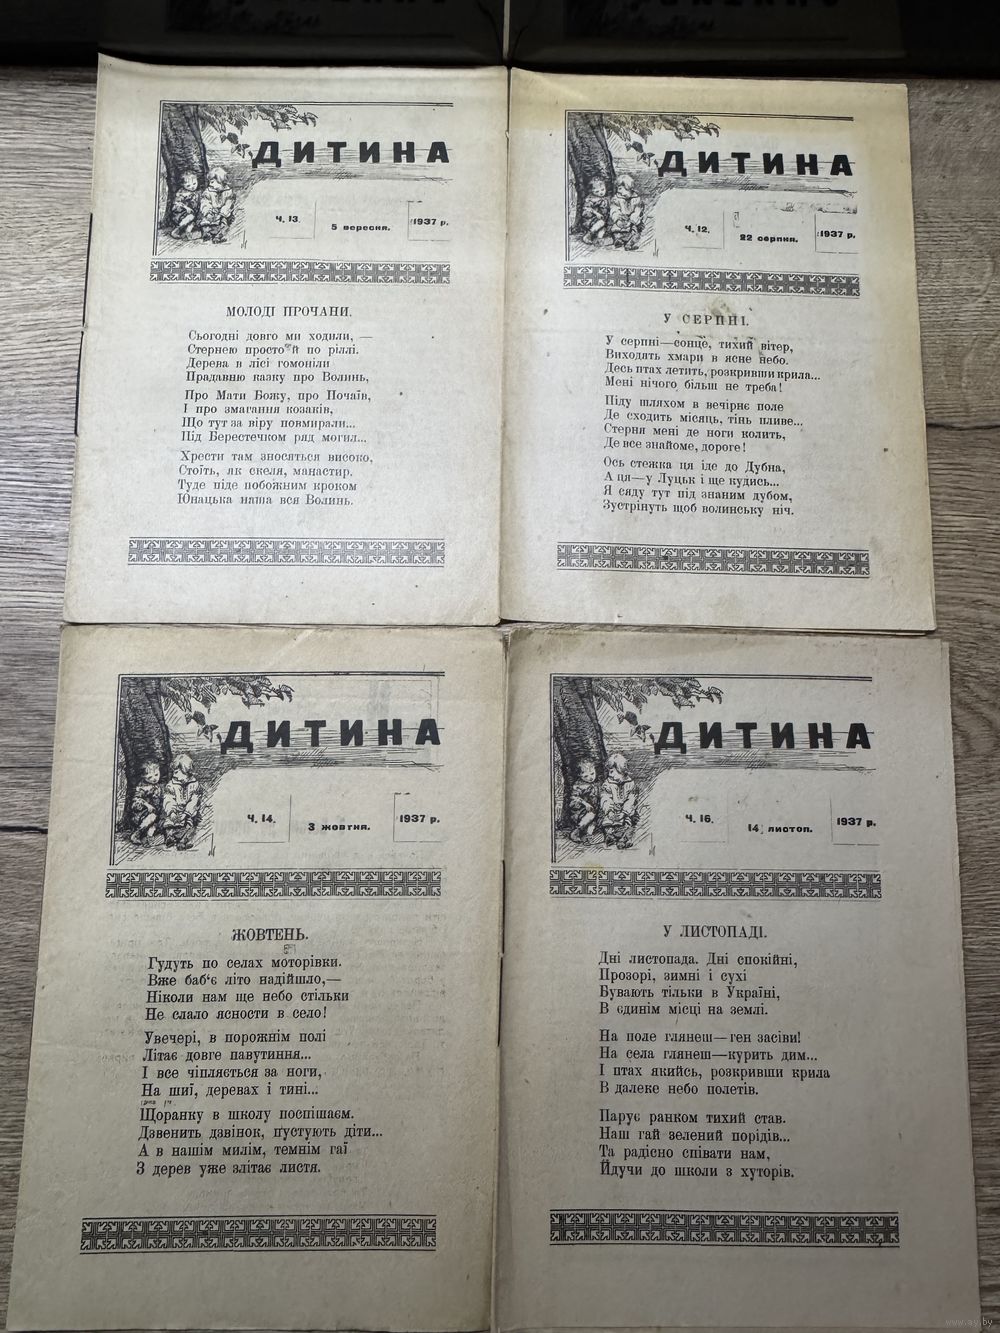 ДИТИНА
Ч. 13.
5 вересня.
1937 р.
МОЛОДІ ПРОЧАНИ.
Сьогодні довго ми ходили, —
Стернею просто й по ріллі.
Дерева в лісі гомоніли
Прадавню казку про Волинь,
Про Мати Божу, про Почаїв,
І про змагання козаків,
Що тут за віру повмирали...
Під Берестечком ряд могил...
Хрести там зносяться високо,
Стоїть, як скеля, манастир.
Туде піде побожним кроком
Юнацька наша вся Волинь.
ДИТИНА
Ч. 12.
22 серпня.
1937 р.
У СЕРПНІ.
У серпні—сонце, тихий вітер,
Виходять хмари в ясне небо.
Десь птах летить, розкривши крила...
Мені нічого більш не треба!
Піду шляхом в вечірнє поле
Де сходить місяць, тінь пливе...
Стерня мені де ноги колить,
Де все знайоме, дороге!
Ось стежка ця іде до Дубна,
А ця—у Луцьк і ще кудись...
Я сяду тут під знаним дубом,
Зустрінуть щоб волинську ніч.
ДИТИНА
Ч. 14.
3 жовтня.
1937 р.
ЖОВТЕНЬ.
Гудуть по селах моторівки.
Вже баб‘є літо надійшло,—
Ніколи нам ще небо стільки
Не слало ясности в село!
Увечері, в порожнім полі
Літає довге павутиння...
І все чіпляється за ноги,
На шиї, деревах і тині...
Щоранку в школу поспішаєм.
Дзвенить дзвінок, пустують діти...
А в нашім милім, темнім гаї
З дерев уже злітає листя.
ДИТИНА
Ч. 16.
14 листоп.
1937 р.
У ЛИСТОПАДІ.
Дні листопада. Дні спокійні,
Прозорі, зимні і сухі
Бувають тільки в Україні,
В єдинім місці на землі.
На поле глянеш—ген засіви!
На села глянеш—курить дим...
І птах якийсь, розкривши крила
В далеке небо полетів.
Парує ранком тихий став.
Наш гай зелений порідів...
Та радісно співати нам,
Йдучи до школи з хуторів.
www.ay.by